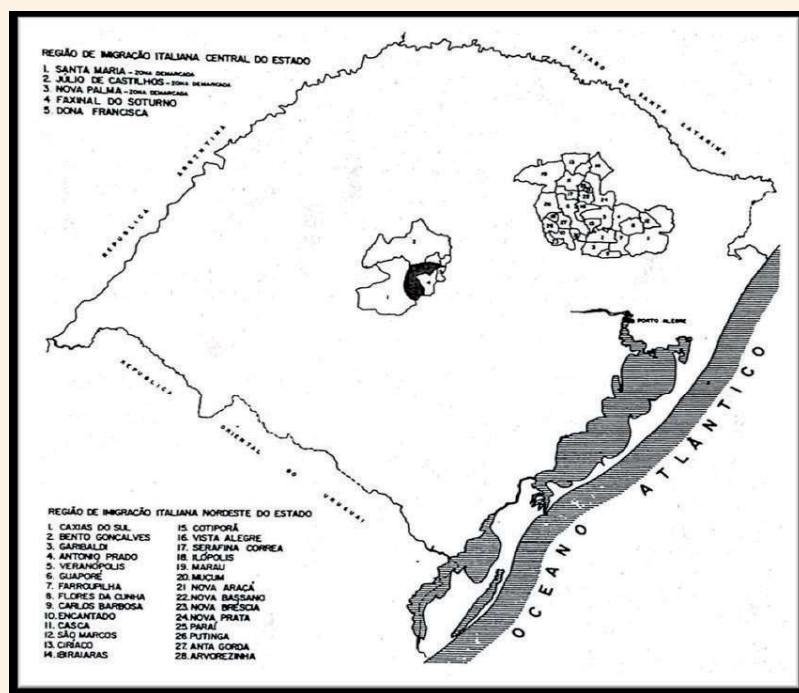 REGIÃO DE IMIGRAÇÃO ITALIANA CENTRAL DO ESTADO
1. SANTA MARIA - ZONA DEMARCADA
2. JÚLIO DE CASTILHOS - ZONA DEMARCADA
3. NOVA PALMA - ZONA DEMARCADA
4 FAXINAL DO SOTURNO
5. DONA FRANCISCA
ESTADO DE SANTA CATARINA
REPUBLICA ARGENTINA
PORTO ALEGRE
REPUBLICA ORIENTAL DO URUGUAI
OCEANO ATLÂNTICO
REGIÃO DE IMIGRAÇÃO ITALIANA NORDESTE DO ESTADO
1. CAXIAS DO SUL
2. BENTO GONÇALVES
3. GARIBALDI
4. ANTONIO PRADO
5. VERANÓPOLIS
6. GUAPORÉ
7. FARROUPILHA
8. FLORES DA CUNHA
9. CARLOS BARBOSA
10. ENCANTADO
11. CASCA
12. SÃO MARCOS
13. CIRÍACO
14. IBIRAIARAS
15. COTIPORÃ
16. VISTA ALEGRE
17. SERAFINA CORREA
18. ILÓPOLIS
19. MARAU
20. MUÇUM
21 NOVA ARAÇÁ
22. NOVA BASSANO
23. NOVA BRÉSCIA
24. NOVA PRATA
25. PARAÍ
26 PUTINGA
27. ANTA GORDA
28. ARVOREZINHA